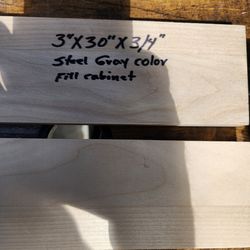 3"X30"X3/4"
Steel Gray color
Fill cabinet